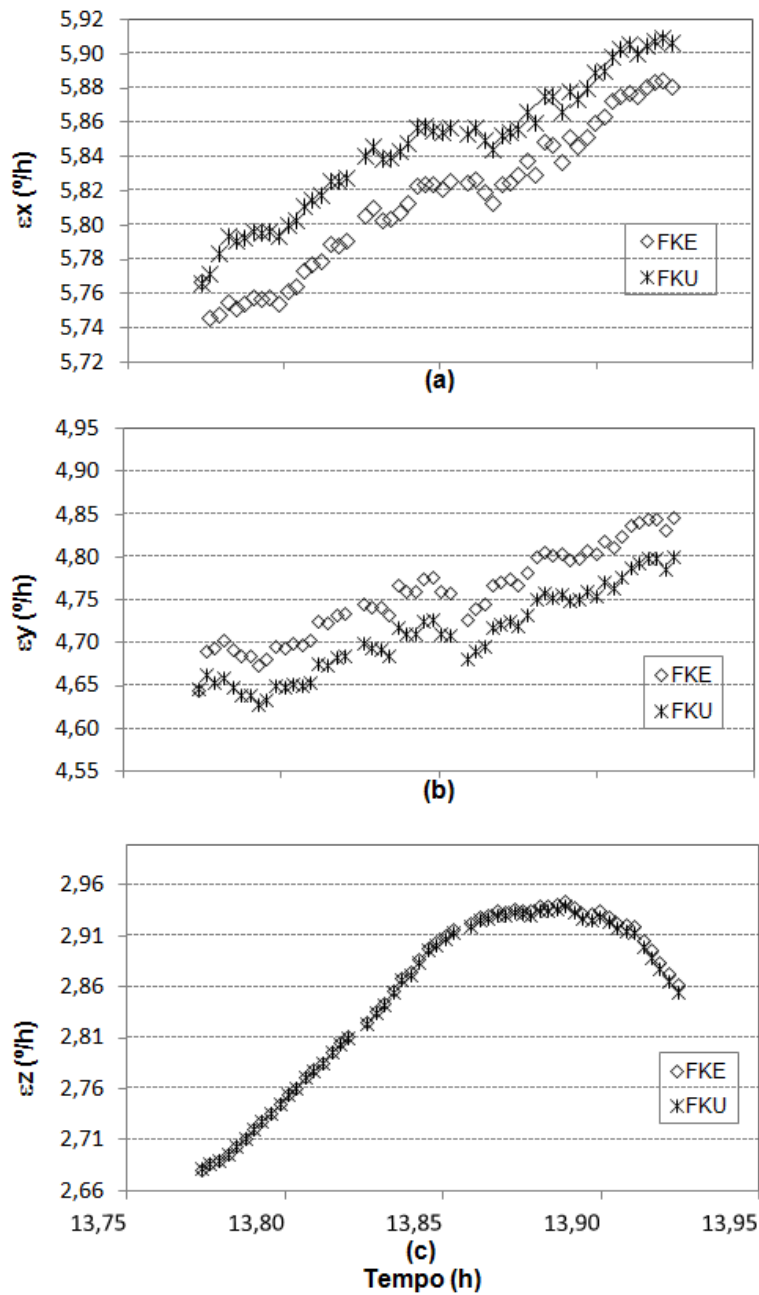 5,92
5,90
5,88
5,86
5,84
5,82
5,80
5,78
5,76
5,74
5,72
εx (º/h)
FKE
FKU
(a)
4,95
4,90
4,85
4,80
4,75
4,70
4,65
4,60
4,55
εy (º/h)
FKE
FKU
(b)
2,96
2,91
2,86
2,81
2,76
2,71
2,66
εz (º/h)
FKE
FKU
13,75 13,80 13,85 13,90 13,95
(c)
Tempo (h)